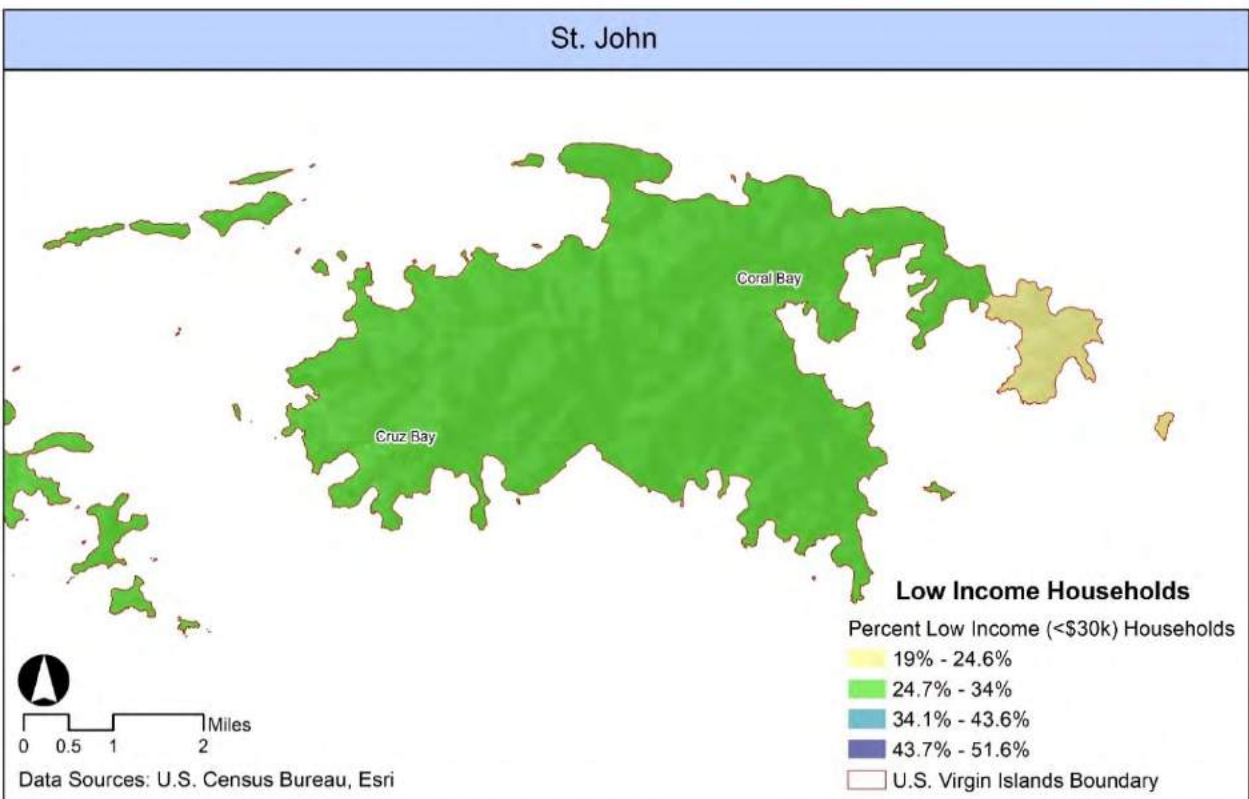 St. John
Coral Bay
Cruz Bay
Low Income Households
Percent Low Income (<$30k) Households
19% - 24.6%
24.7% - 34%
34.1% - 43.6%
43.7% - 51.6%
U.S. Virgin Islands Boundary
Miles
0 0.5 1 2
Data Sources: U.S. Census Bureau, Esri